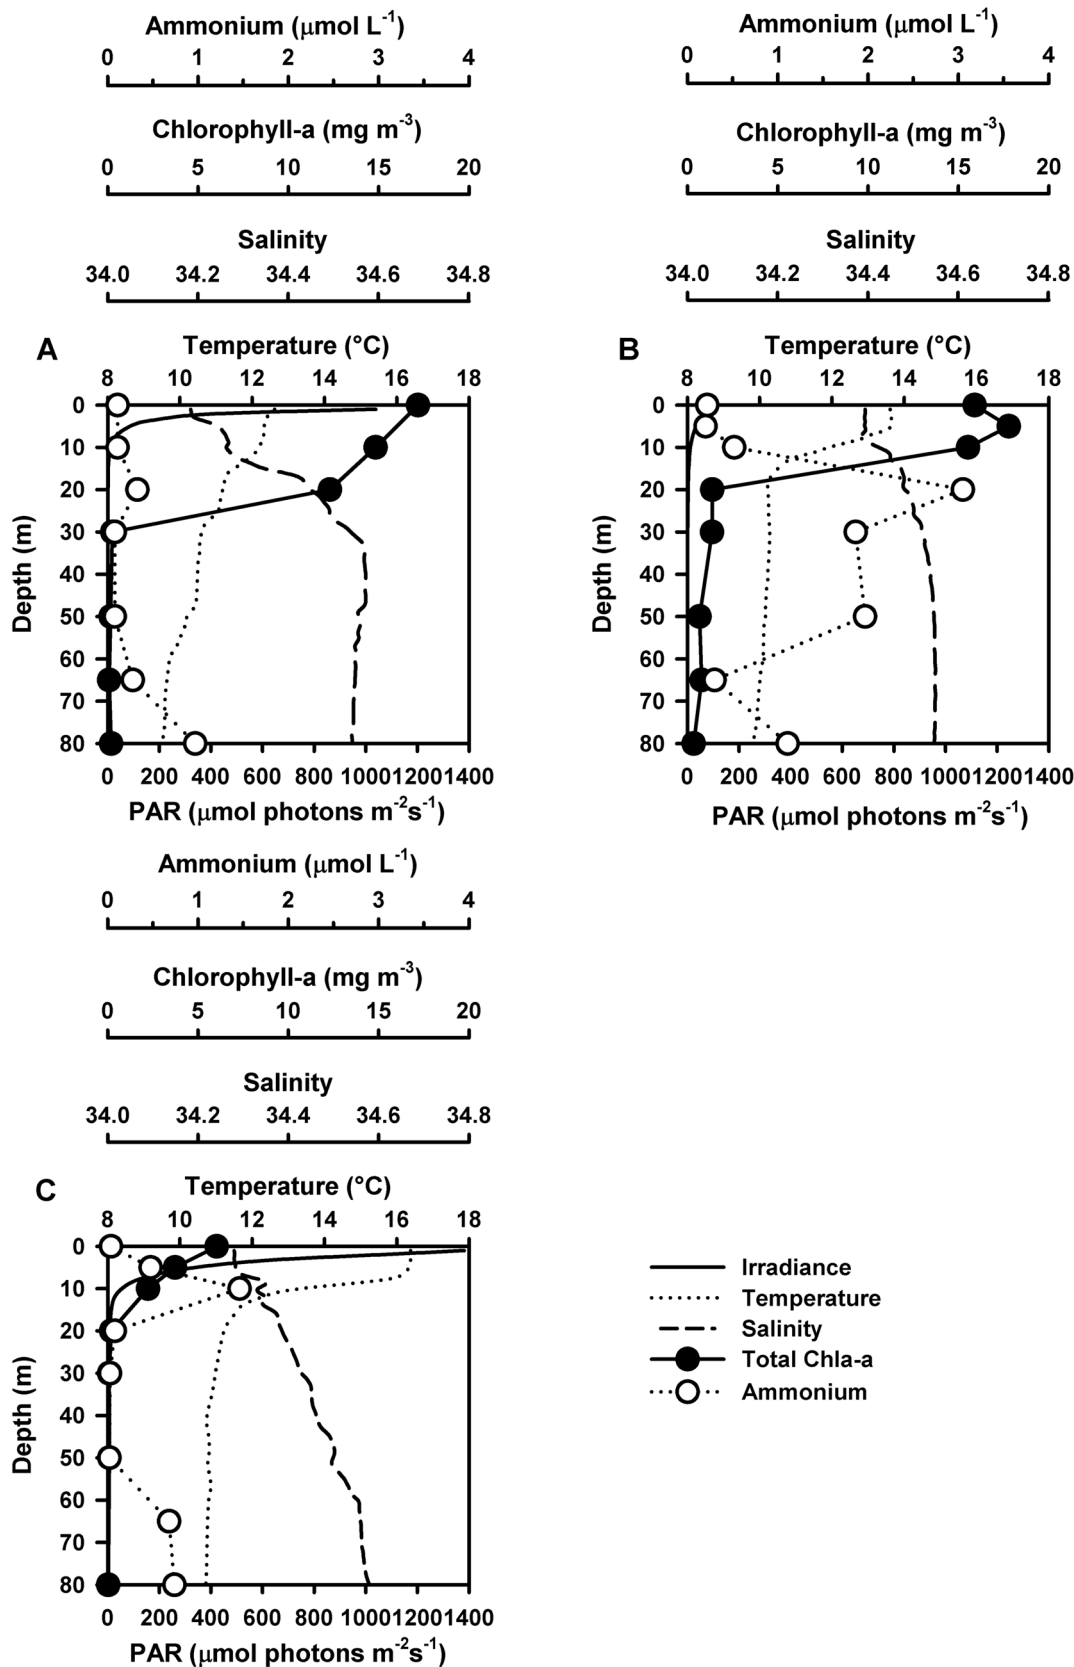 Ammonium (μmol L-1)
0 1 2 3 4
Chlorophyll-a (mg m-3)
0 5 10 15 20
Salinity
34.0 34.2 34.4 34.6 34.8
A
Temperature (°C)
8 10 12 14 16 18
0
10
20
30
40
50
60
70
80
Depth (m)
0 200 400 600 800 1000 1200 1400
PAR (μmol photons m-2s-1)
Ammonium (μmol L-1)
0 1 2 3 4
Chlorophyll-a (mg m-3)
0 5 10 15 20
Salinity
34.0 34.2 34.4 34.6 34.8
B
Temperature (°C)
8 10 12 14 16 18
0
10
20
30
40
50
60
70
80
Depth (m)
0 200 400 600 800 1000 1200 1400
PAR (μmol photons m-2s-1)
Ammonium (μmol L-1)
0 1 2 3 4
Chlorophyll-a (mg m-3)
0 5 10 15 20
Salinity
34.0 34.2 34.4 34.6 34.8
C
Temperature (°C)
8 10 12 14 16 18
0
10
20
30
40
50
60
70
80
Depth (m)
0 200 400 600 800 1000 1200 1400
PAR (μmol photons m-2s-1)
Irradiance
Temperature
Salinity
Total Chla-a
Ammonium